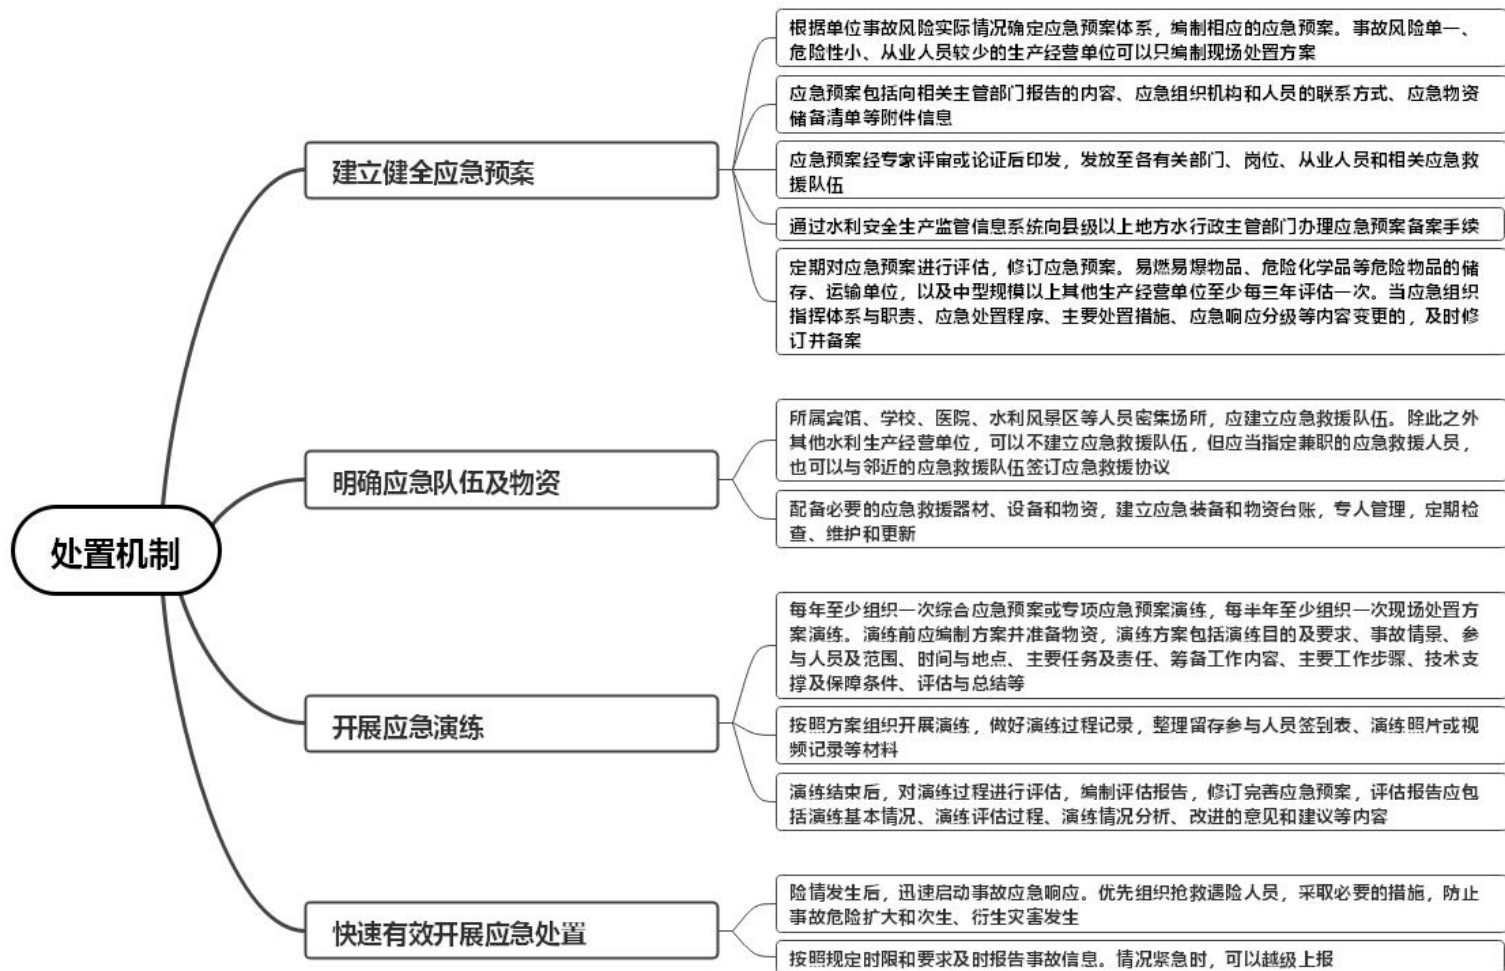 处置机制
建立健全应急预案
根据单位事故风险实际情况确定应急预案体系，编制相应的应急预案。事故风险单一、
危险性小、从业人员较少的生产经营单位可以只编制现场处置方案
应急预案包括向相关主管部门报告的内容、应急组织机构和人员的联系方式、应急物资
储备清单等附件信息
应急预案经专家评审或论证后印发，发放至各有关部门、岗位、从业人员和相关应急救
援队伍
通过水利安全生产监管信息系统向县级以上地方水行政主管部门办理应急预案备案手续
定期对应急预案进行评估，修订应急预案。易燃易爆物品、危险化学品等危险物品的储
存、运输单位，以及中型规模以上其他生产经营单位至少每三年评估一次。当应急组织
指挥体系与职责、应急处置程序、主要处置措施、应急响应分级等内容变更的，及时修
订并备案
明确应急队伍及物资
所属宾馆、学校、医院、水利风景区等人员密集场所，应建立应急救援队伍。除此之外
其他水利生产经营单位，可以不建立应急救援队伍，但应当指定兼职的应急救援人员，
也可以与邻近的应急救援队伍签订应急救援协议
配备必要的应急救援器材、设备和物资，建立应急装备和物资台账，专人管理，定期检
查、维护和更新
开展应急演练
每年至少组织一次综合应急预案或专项应急预案演练，每半年至少组织一次现场处置方
案演练。演练前应编制方案并准备物资，演练方案包括演练目的及要求、事故情景、参
与人员及范围、时间与地点、主要任务及责任、筹备工作内容、主要工作步骤、技术支
撑及保障条件、评估与总结等
按照方案组织开展演练，做好演练过程记录，整理留存参与人员签到表、演练照片或视
频记录等材料
演练结束后，对演练过程进行评估，编制评估报告，修订完善应急预案，评估报告应包
括演练基本情况、演练评估过程、演练情况分析、改进的意见和建议等内容
快速有效开展应急处置
险情发生后，迅速启动事故应急响应。优先组织抢救遇险人员，采取必要的措施，防止
事故危险扩大和次生、衍生灾害发生
按照规定时限和要求及时报告事故信息。情况紧急时，可以越级上报